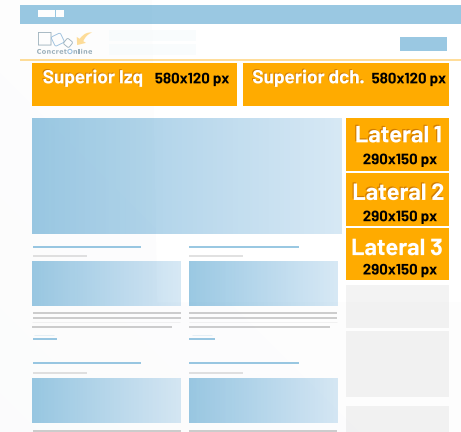 ConcretOnline
Superior Izq 580x120 px
Superior dch. 580x120 px
Lateral 1
290x150 px
Lateral 2
290x150 px
Lateral 3
290x150 px